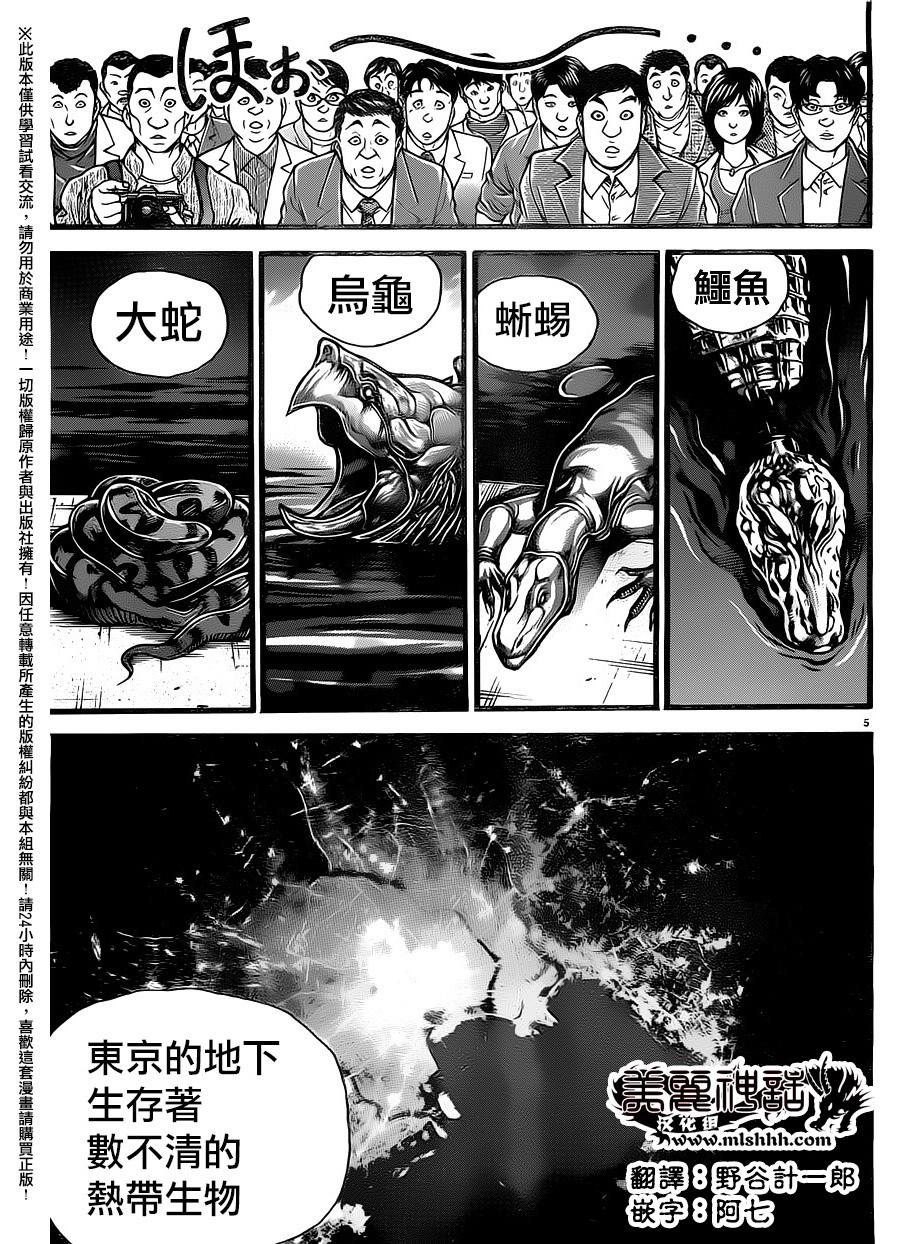 ほぉ〜
鱷魚
蜥蜴
烏龜
大蛇
5
東京的地下
生存著
數不清的
熱帶生物
美麗神話
汉化组
www.mlshhh.com
翻譯：野谷計一郎
嵌字：阿七
※此版本僅供學習試看交流，請勿用於商業用途！一切版權歸原作者與出版社擁有！因任意轉載所產生的版權糾紛都與本組無關！請24小時內刪除，喜歡這套漫畫請購買正版！